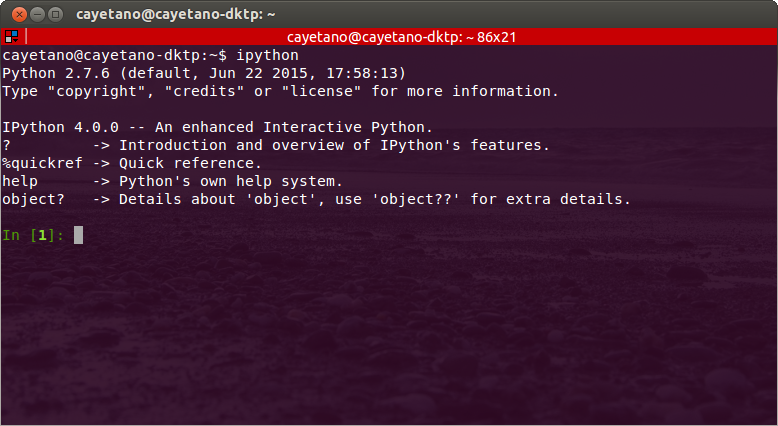 cayetano@cayetano-dktp: ~
cayetano@cayetano-dktp: ~ 86x21
cayetano@cayetano-dktp:~$ ipython
Python 2.7.6 (default, Jun 22 2015, 17:58:13)
Type "copyright", "credits" or "license" for more information.

IPython 4.0.0 -- An enhanced Interactive Python.
?         -> Introduction and overview of IPython's features.
%quickref -> Quick reference.
help      -> Python's own help system.
object?   -> Details about 'object', use 'object??' for extra details.

In [1]: